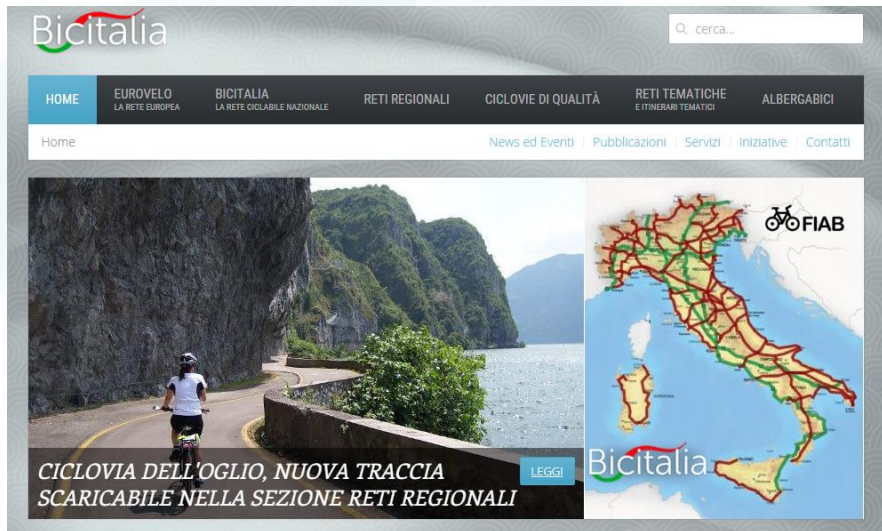 Bicitalia
cerca...
HOME
EUROVELO
LA RETE EUROPEA
BICITALIA
LA RETE CICLABILE NAZIONALE
RETI REGIONALI
CICLOVIE DI QUALITÀ
RETI TEMATICHE
E ITINERARI TEMATICI
ALBERGABICI
Home
News ed Eventi
Pubblicazioni
Servizi
Iniziative
Contatti
FIAB
CICLOVIA DELL'OGLIO, NUOVA TRACCIA
SCARICABILE NELLA SEZIONE RETI REGIONALI
LEGGI
Bicitalia